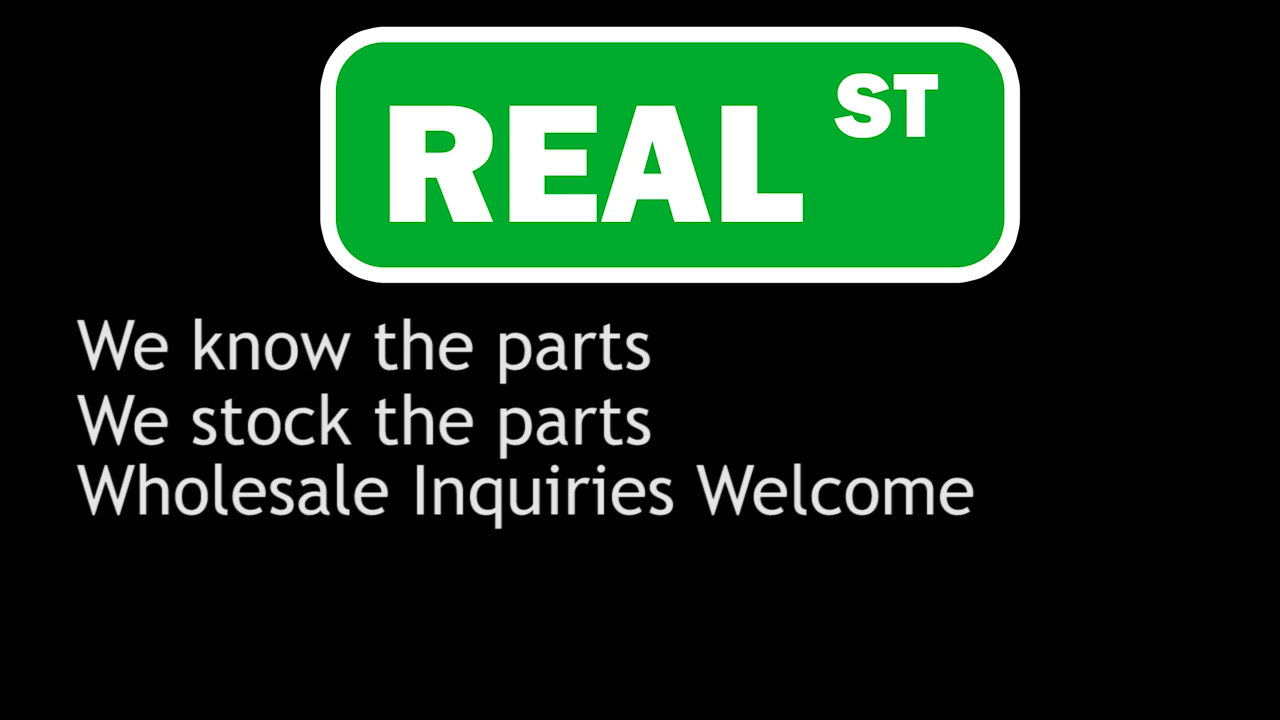 REAL ST
We know the parts
We stock the parts
Wholesale Inquiries Welcome